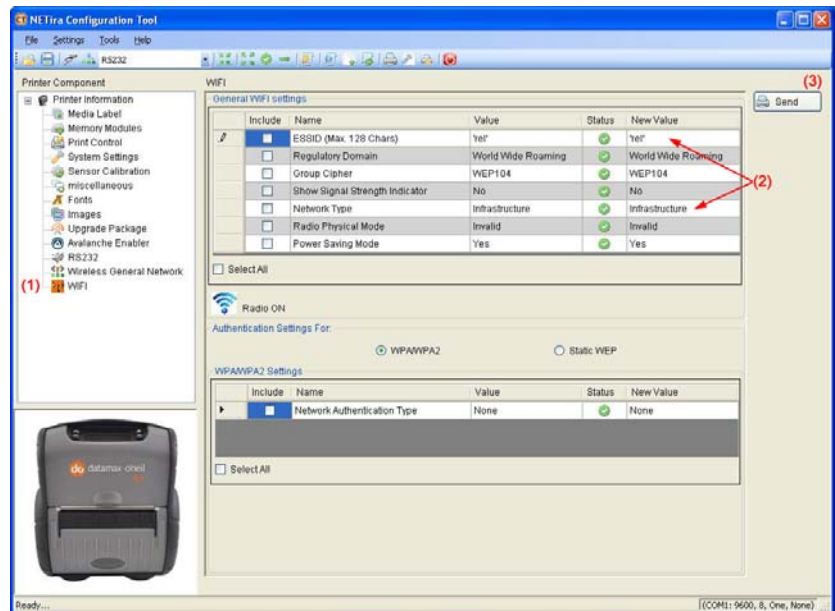 NETira Configuration Tool
File Settings Tools Help
RS232
Printer Component
Printer Information
Media Label
Memory Modules
Print Control
System Settings
Sensor Calibration
miscellaneous
Fonts
Images
Upgrade Package
Avalanche Enabler
RS232
Wireless General Network
(1) WIFI
WIFI
General WIFI settings
Include Name Value Status New Value
ESSID (Max. 128 Chars) 'rel' 'rel'
Regulatory Domain World Wide Roaming World Wide Roaming
Group Cipher WEP104 WEP104
Show Signal Strength Indicator No No
Network Type Infrastructure Infrastructure
Radio Physical Mode Invalid Invalid
Power Saving Mode Yes Yes
(2)
(3)
Send
Select All
Radio ON
Authentication Settings For:
WPA/WPA2 Static WEP
WPA/WPA2 Settings
Include Name Value Status New Value
Network Authentication Type None None
Select All
do datamax·oneil
Ready...
(COM1: 9600, 8, One, None)